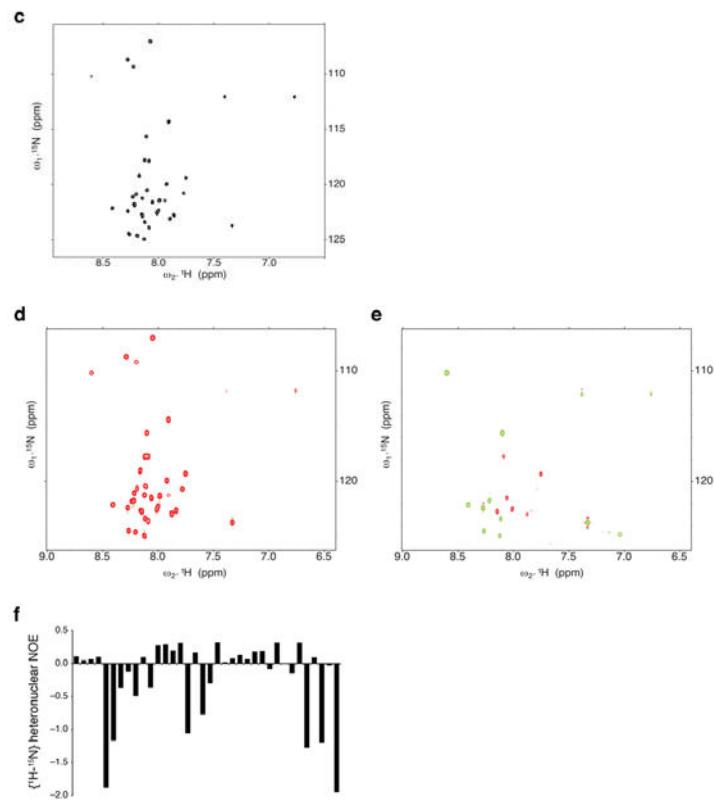 c
110
115
120
125
ω₁-¹⁵N (ppm)
8.5 8.0 7.5 7.0
ω₂-¹H (ppm)
d
e
110
120
ω₁-¹⁵N (ppm)
9.0 8.5 8.0 7.5 7.0 6.5
ω₂-¹H (ppm)
110
120
ω₁-¹⁵N (ppm)
9.0 8.5 8.0 7.5 7.0 6.5
ω₂-¹H (ppm)
f
{¹H-¹⁵N} heteronuclear NOE
0.5
0.0
−0.5
−1.0
−1.5
−2.0